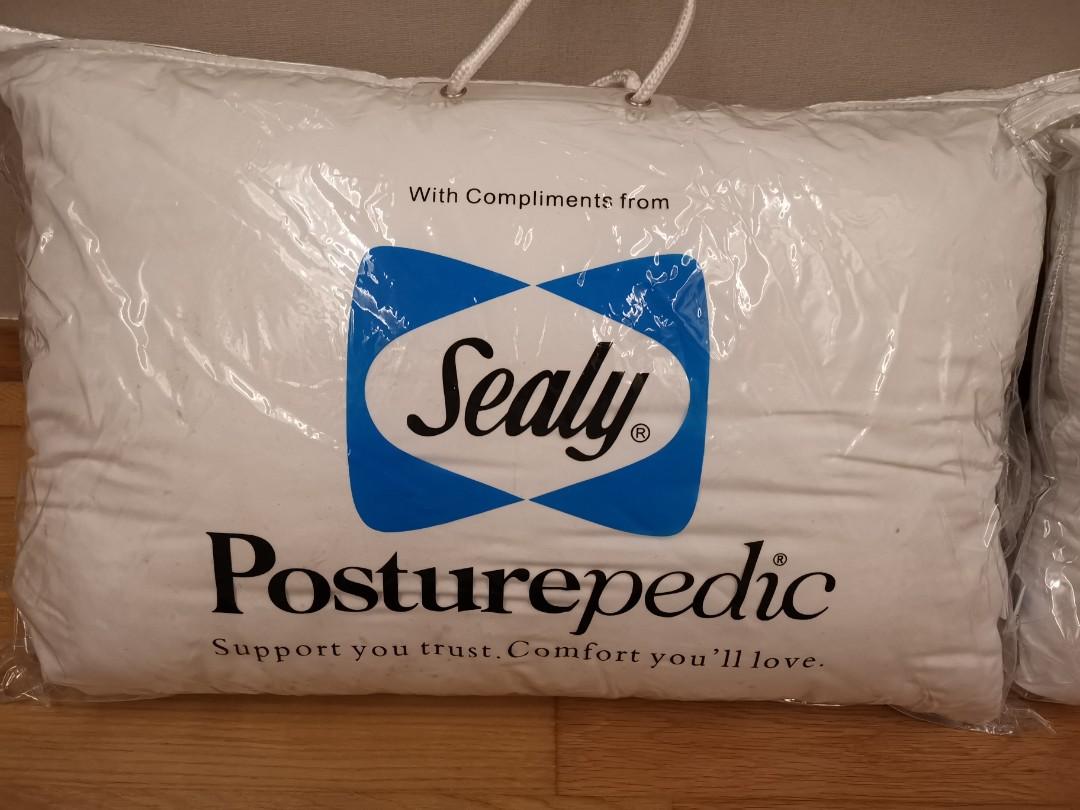 With Compliments from
Sealy®
Posturepedic®
Support you trust. Comfort you'll love.